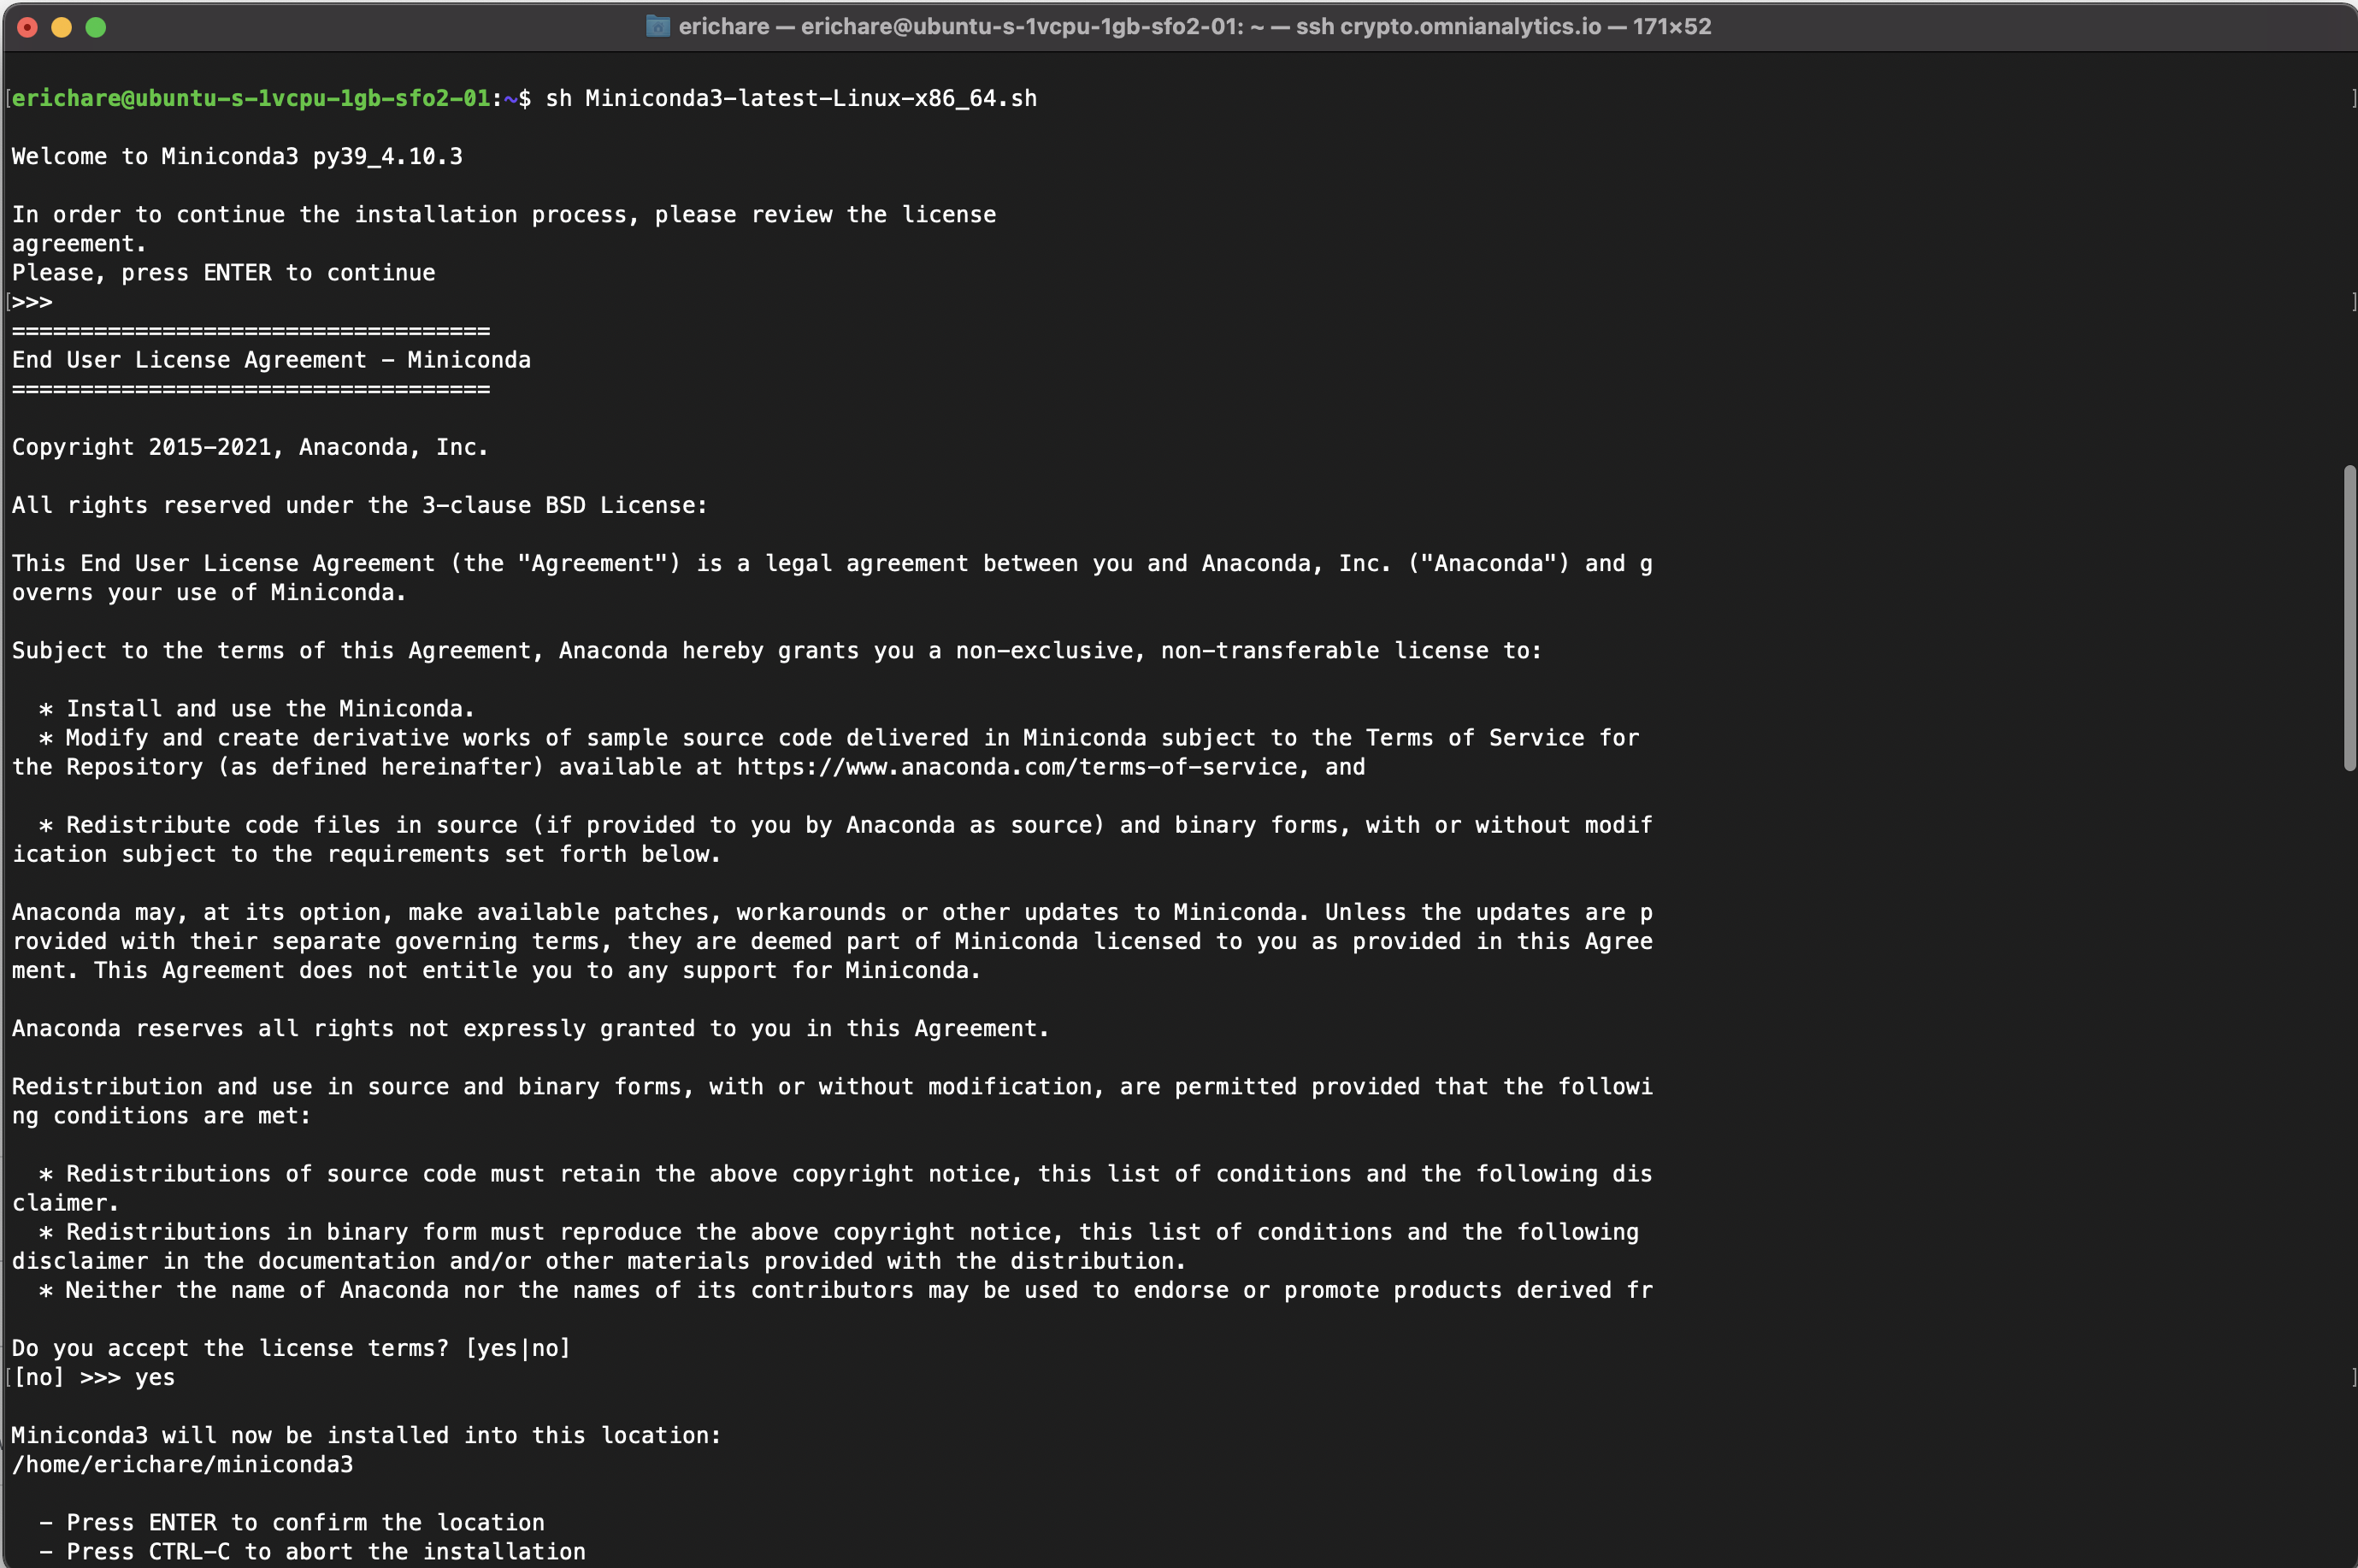 erichare — erichare@ubuntu-s-1vcpu-1gb-sfo2-01: ~ — ssh crypto.omnianalytics.io — 171×52
[erichare@ubuntu-s-1vcpu-1gb-sfo2-01:~$ sh Miniconda3-latest-Linux-x86_64.sh ]
Welcome to Miniconda3 py39_4.10.3
In order to continue the installation process, please review the license
agreement.
Please, press ENTER to continue
[>>> ]
===================================
End User License Agreement - Miniconda
===================================
Copyright 2015-2021, Anaconda, Inc.
All rights reserved under the 3-clause BSD License:
This End User License Agreement (the "Agreement") is a legal agreement between you and Anaconda, Inc. ("Anaconda") and g
overns your use of Miniconda.
Subject to the terms of this Agreement, Anaconda hereby grants you a non-exclusive, non-transferable license to:
  * Install and use the Miniconda.
  * Modify and create derivative works of sample source code delivered in Miniconda subject to the Terms of Service for
the Repository (as defined hereinafter) available at https://www.anaconda.com/terms-of-service, and
  * Redistribute code files in source (if provided to you by Anaconda as source) and binary forms, with or without modif
ication subject to the requirements set forth below.
Anaconda may, at its option, make available patches, workarounds or other updates to Miniconda. Unless the updates are p
rovided with their separate governing terms, they are deemed part of Miniconda licensed to you as provided in this Agree
ment. This Agreement does not entitle you to any support for Miniconda.
Anaconda reserves all rights not expressly granted to you in this Agreement.
Redistribution and use in source and binary forms, with or without modification, are permitted provided that the followi
ng conditions are met:
  * Redistributions of source code must retain the above copyright notice, this list of conditions and the following dis
claimer.
  * Redistributions in binary form must reproduce the above copyright notice, this list of conditions and the following
disclaimer in the documentation and/or other materials provided with the distribution.
  * Neither the name of Anaconda nor the names of its contributors may be used to endorse or promote products derived fr
Do you accept the license terms? [yes|no]
[[no] >>> yes ]
Miniconda3 will now be installed into this location:
/home/erichare/miniconda3
  - Press ENTER to confirm the location
  - Press CTRL-C to abort the installation